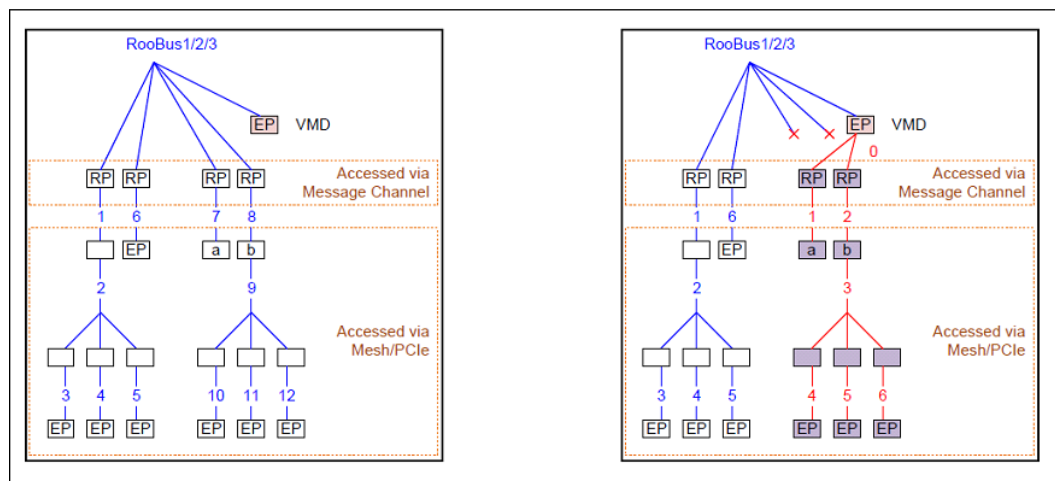 RooBus1/2/3
EP VMD
RP RP RP RP
Accessed via
Message Channel
1 6 7 8
EP a b
2 9
Accessed via
Mesh/PCIe
3 4 5 10 11 12
EP EP EP EP EP EP
RooBus1/2/3
EP VMD
0
RP RP RP RP
Accessed via
Message Channel
1 6 1 2
EP a b
2 3
Accessed via
Mesh/PCIe
3 4 5 4 5 6
EP EP EP EP EP EP